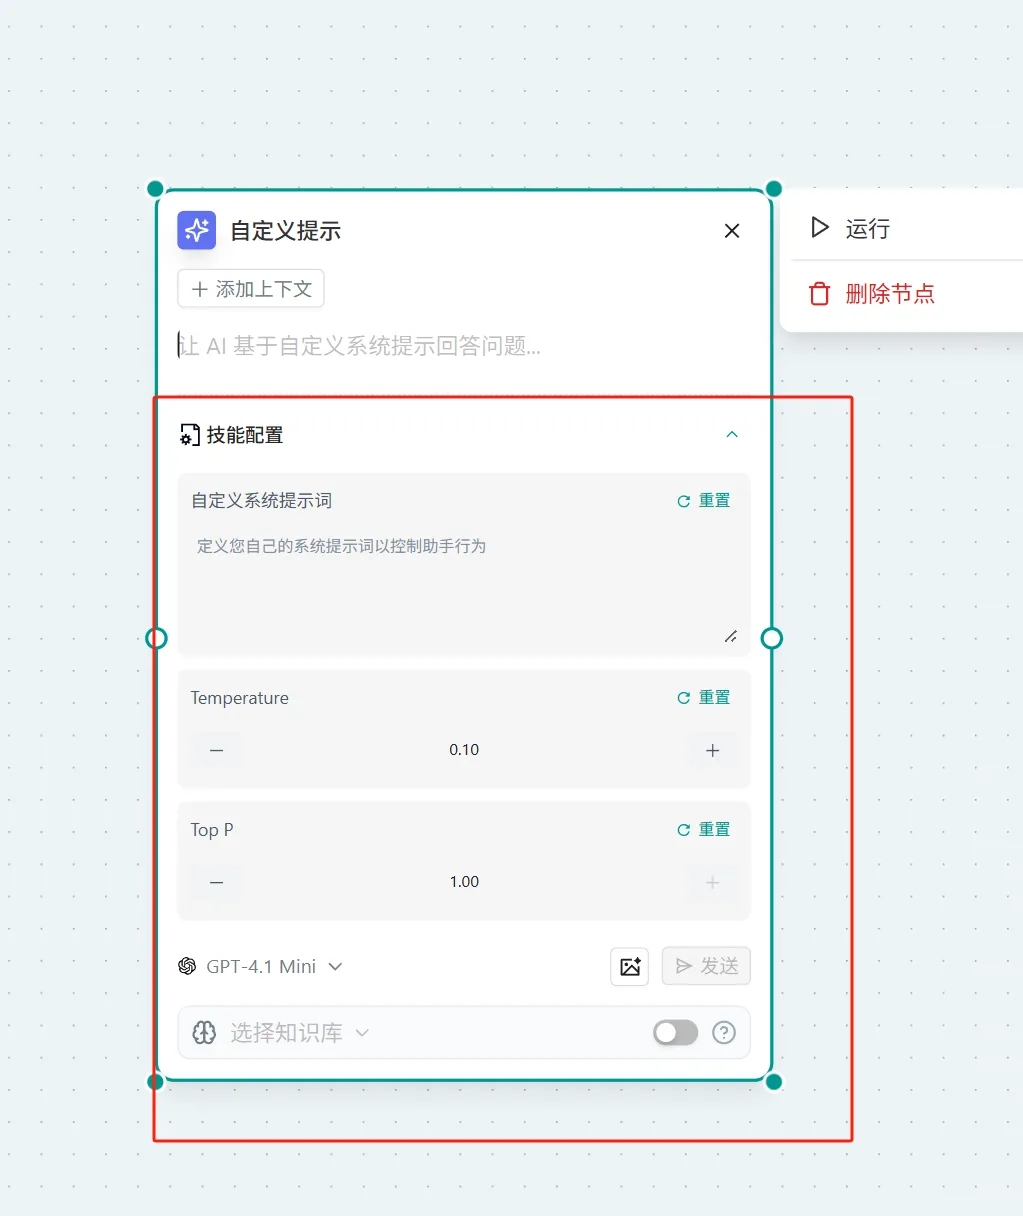 自定义提示
运行
添加上下文
删除节点
让 AI 基于自定义系统提示回答问题...
技能配置
自定义系统提示词
重置
定义您自己的系统提示词以控制助手行为
Temperature
重置
0.10
Top P
重置
1.00
GPT-4.1 Mini
发送
选择知识库